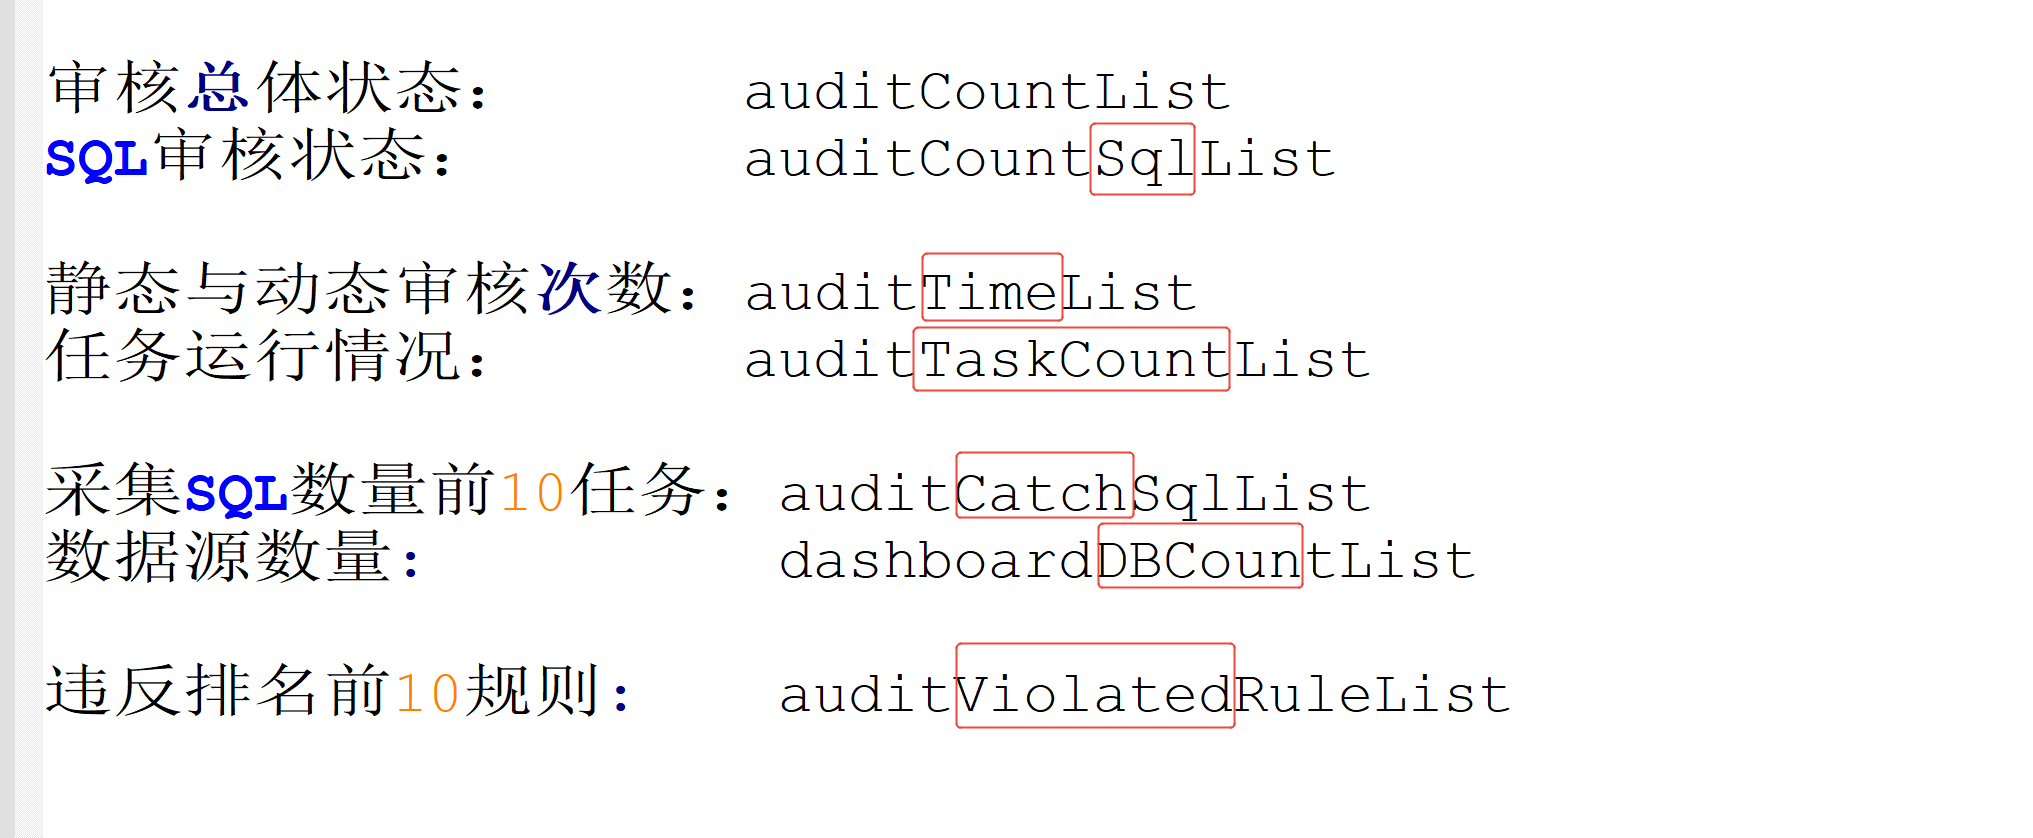 审核总体状态： auditCountList
SQL审核状态： auditCountSqlList
静态与动态审核次数： auditTimeList
任务运行情况： auditTaskCountList
采集SQL数量前10任务： auditCatchSqlList
数据源数量: dashboardDBCountList
违反排名前10规则: auditViolatedRuleList